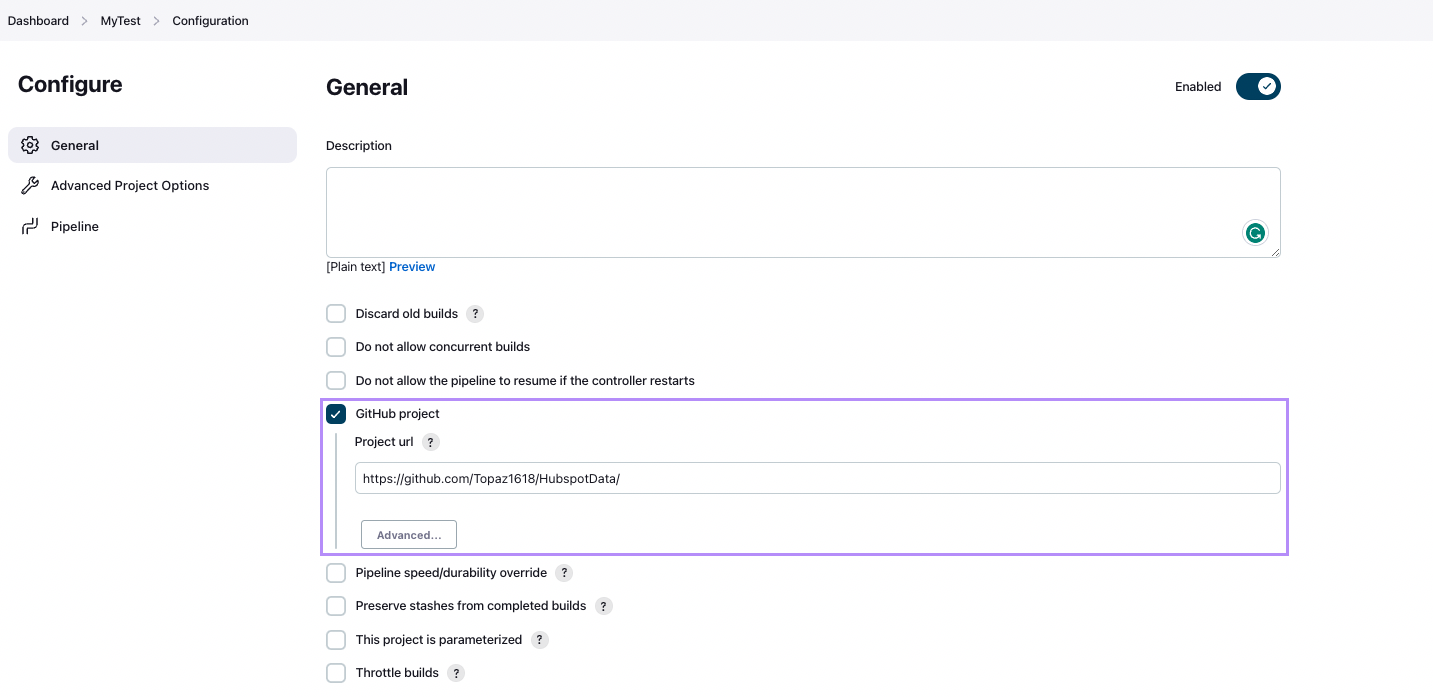 Dashboard > MyTest > Configuration
Configure
General
Advanced Project Options
Pipeline
General
Enabled
Description
[Plain text] Preview
Discard old builds ?
Do not allow concurrent builds
Do not allow the pipeline to resume if the controller restarts
GitHub project
Project url ?
https://github.com/Topaz1618/HubspotData/
Advanced...
Pipeline speed/durability override ?
Preserve stashes from completed builds ?
This project is parameterized ?
Throttle builds ?